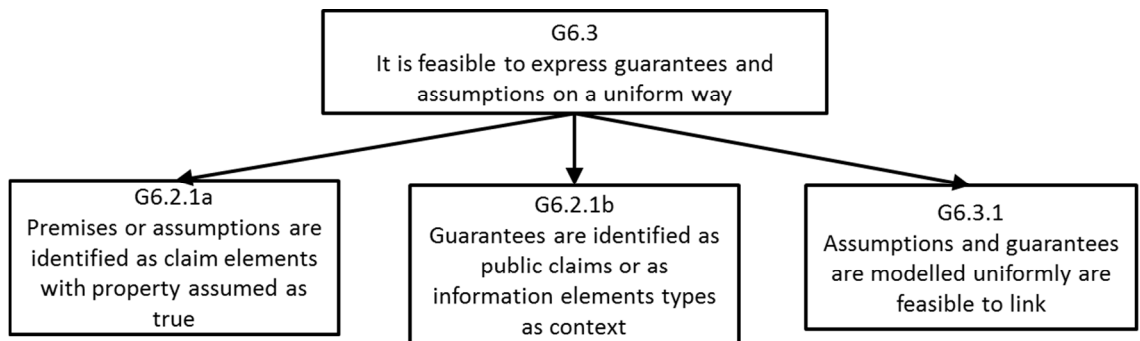 G6.3
It is feasible to express guarantees and
assumptions on a uniform way
G6.2.1a
Premises or assumptions are
identified as claim elements
with property assumed as
true
G6.2.1b
Guarantees are identified as
public claims or as
information elements types
as context
G6.3.1
Assumptions and guarantees
are modelled uniformly are
feasible to link